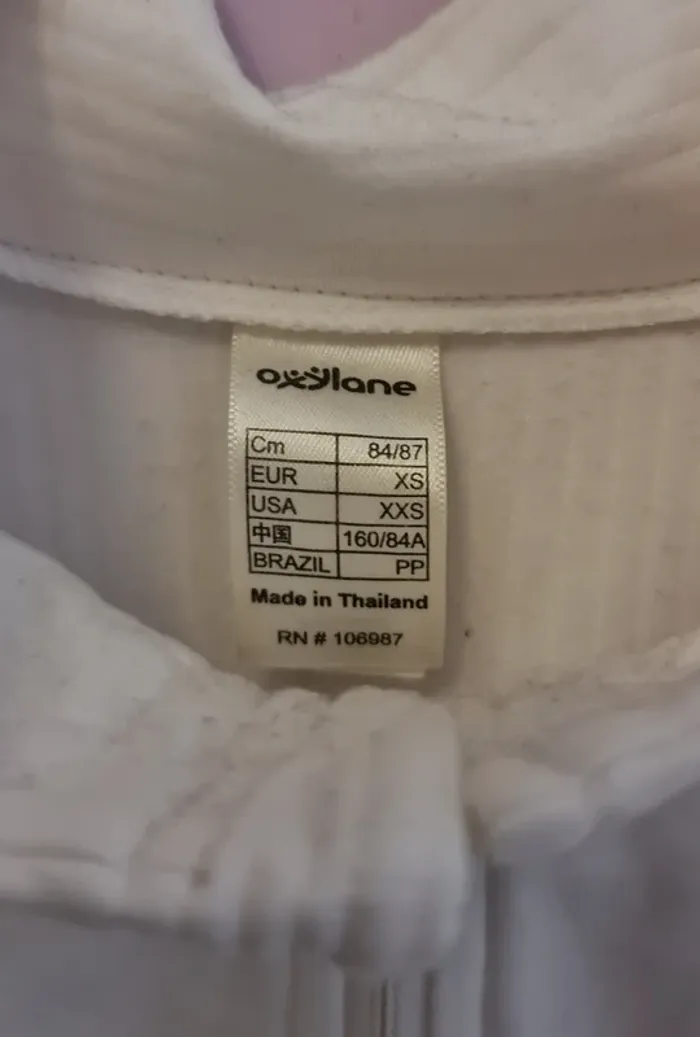 oxylane
Cm 84/87
EUR XS
USA XXS
中国 160/84A
BRAZIL PP
Made in Thailand
RN # 106987